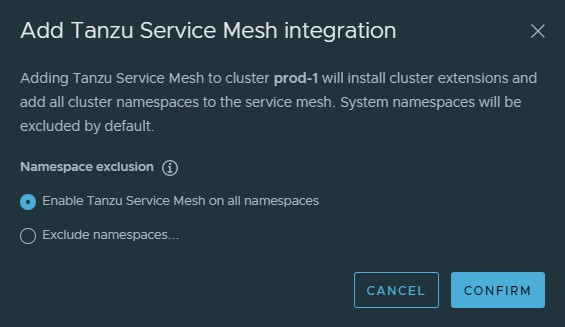 Add Tanzu Service Mesh integration
Adding Tanzu Service Mesh to cluster prod-1 will install cluster extensions and
add all cluster namespaces to the service mesh. System namespaces will be
excluded by default.
Namespace exclusion
Enable Tanzu Service Mesh on all namespaces
Exclude namespaces...
CANCEL CONFIRM